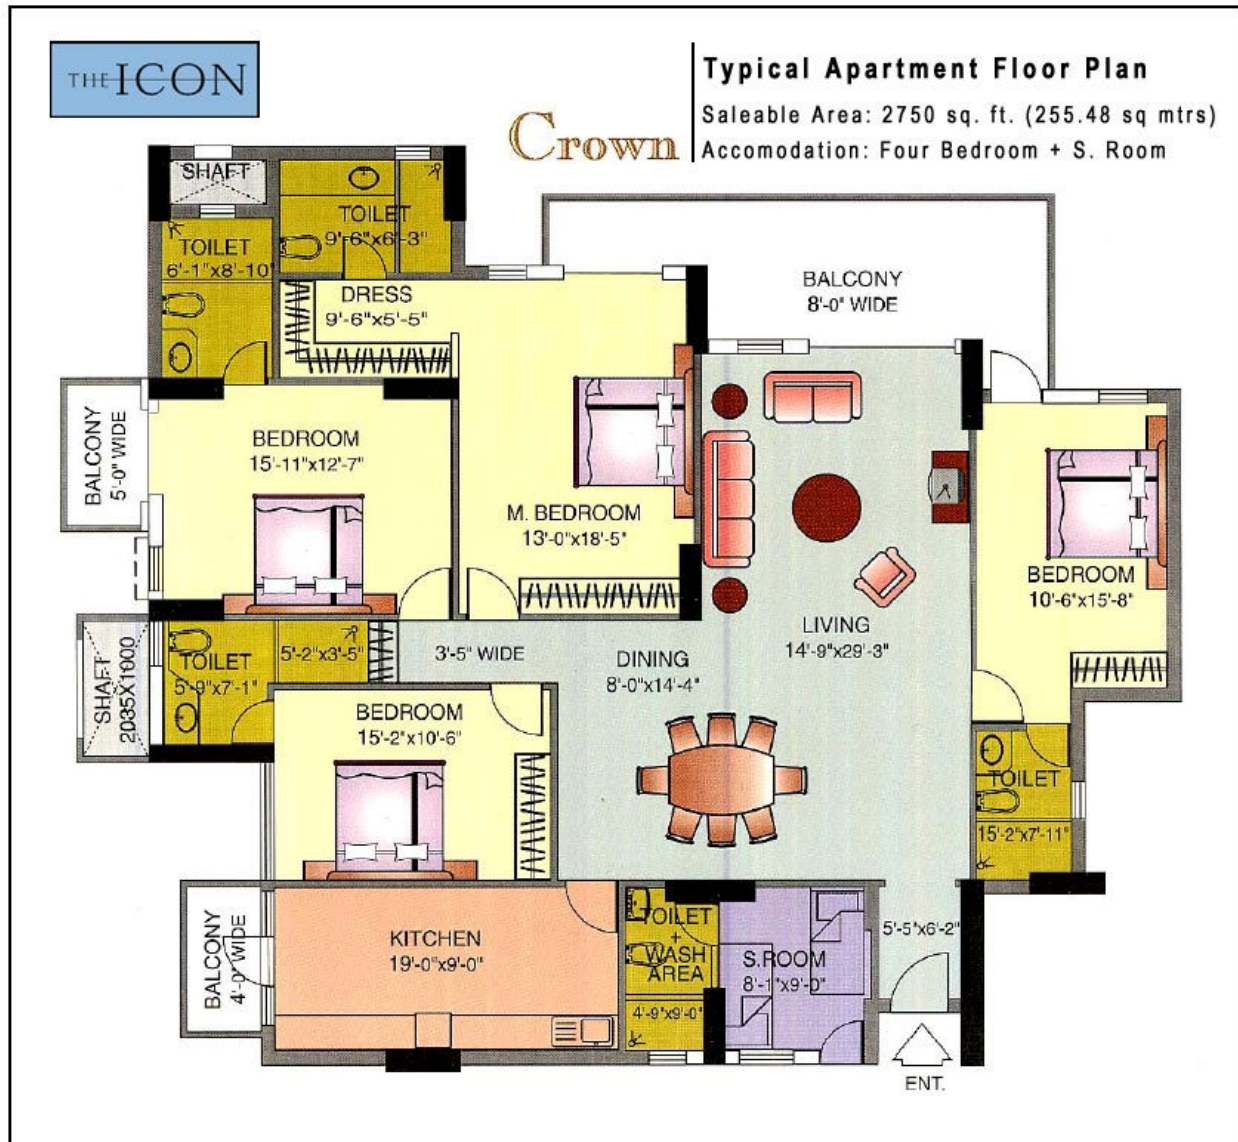 THE ICON
Crown
Typical Apartment Floor Plan
Saleable Area: 2750 sq. ft. (255.48 sq mtrs)
Accomodation: Four Bedroom + S. Room
SHAFT
TOILET
9'-6"x6'-3"
TOILET
6'-1"x8'-10"
DRESS
9'-6"x5'-5"
BALCONY
8'-0" WIDE
BALCONY
5'-0" WIDE
BEDROOM
15'-11"x12'-7"
M. BEDROOM
13'-0"x18'-5"
BEDROOM
10'-6"x15'-8"
LIVING
14'-9"x29'-3"
SHAFT
2035X1000
TOILET
5'-9"x7'-1"
5'-2"x3'-5"
3'-5" WIDE
DINING
8'-0"x14'-4"
BEDROOM
15'-2"x10'-6"
TOILET
15'-2"x7'-11"
BALCONY
4'-0" WIDE
KITCHEN
19'-0"x9'-0"
TOILET
+
WASH
AREA
4'-9"x9'-0"
S.ROOM
8'-1"x9'-0"
5'-5"x6'-2"
ENT.